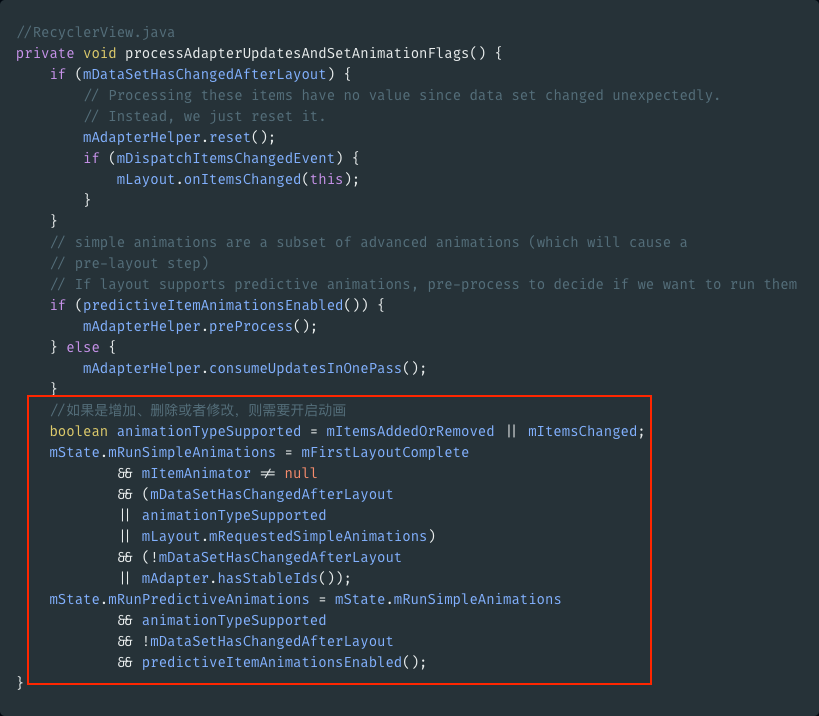 //RecyclerView.java
private void processAdapterUpdatesAndSetAnimationFlags() {
    if (mDataSetHasChangedAfterLayout) {
        // Processing these items have no value since data set changed unexpectedly.
        // Instead, we just reset it.
        mAdapterHelper.reset();
        if (mDispatchItemsChangedEvent) {
            mLayout.onItemsChanged(this);
        }
    }
    // simple animations are a subset of advanced animations (which will cause a
    // pre-layout step)
    // If layout supports predictive animations, pre-process to decide if we want to run them
    if (predictiveItemAnimationsEnabled()) {
        mAdapterHelper.preProcess();
    } else {
        mAdapterHelper.consumeUpdatesInOnePass();
    }
    //如果是增加、删除或者修改，则需要开启动画
    boolean animationTypeSupported = mItemsAddedOrRemoved || mItemsChanged;
    mState.mRunSimpleAnimations = mFirstLayoutComplete
            && mItemAnimator != null
            && (mDataSetHasChangedAfterLayout
            || animationTypeSupported
            || mLayout.mRequestedSimpleAnimations)
            && (!mDataSetHasChangedAfterLayout
            || mAdapter.hasStableIds());
    mState.mRunPredictiveAnimations = mState.mRunSimpleAnimations
            && animationTypeSupported
            && !mDataSetHasChangedAfterLayout
            && predictiveItemAnimationsEnabled();
}